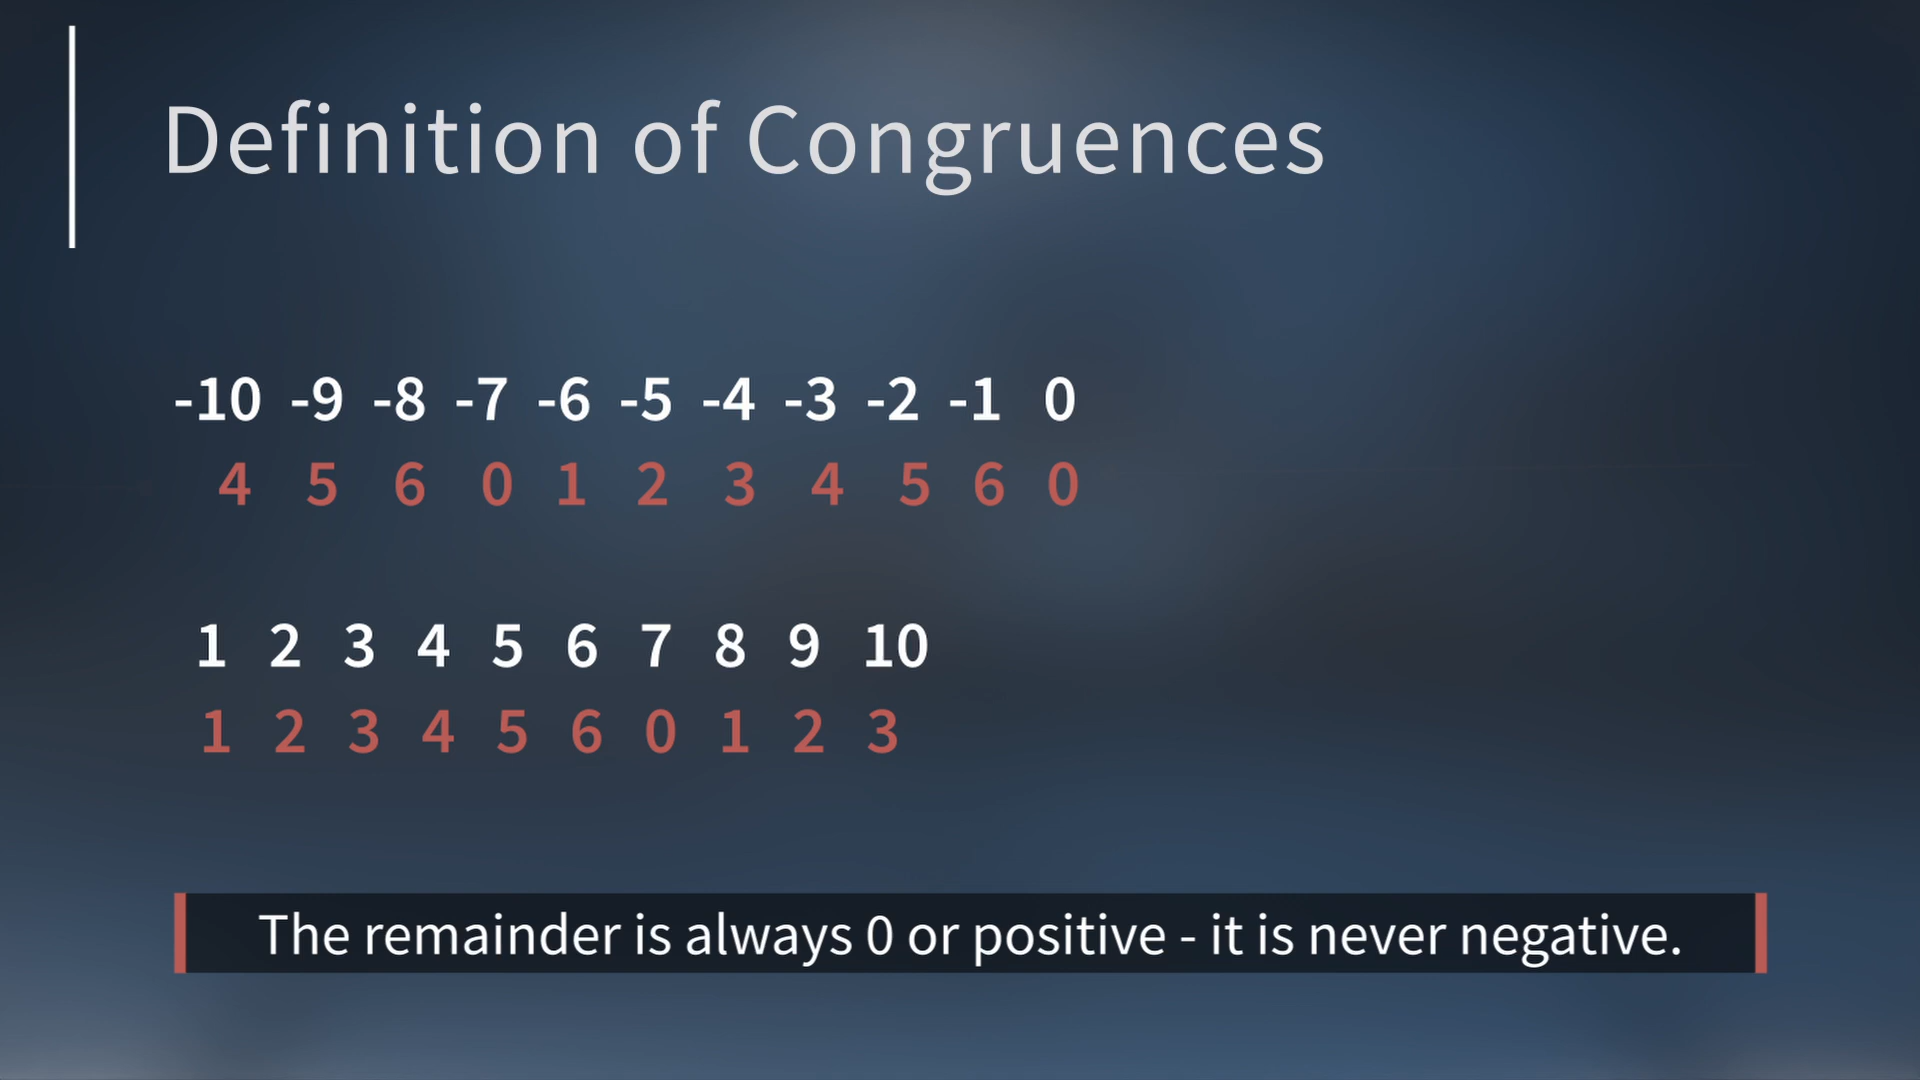 Definition of Congruences
-10 -9 -8 -7 -6 -5 -4 -3 -2 -1 0
4 5 6 0 1 2 3 4 5 6 0
1 2 3 4 5 6 7 8 9 10
1 2 3 4 5 6 0 1 2 3
The remainder is always 0 or positive - it is never negative.